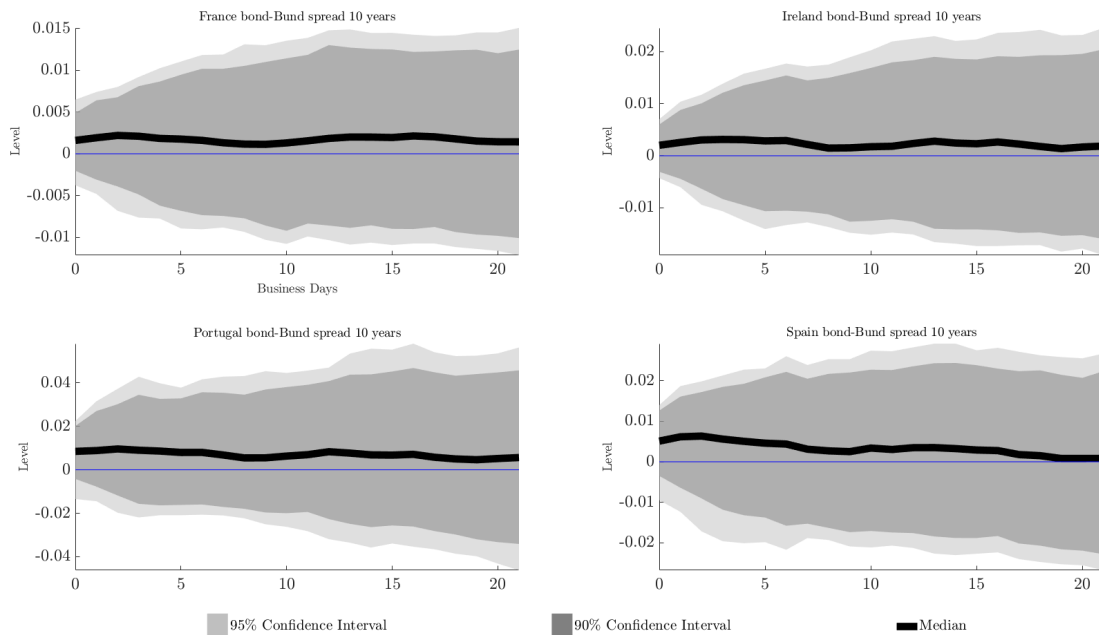 France bond-Bund spread 10 years
0.015
0.01
0.005
0
-0.005
-0.01
Level
0 5 10 15 20
Business Days
Ireland bond-Bund spread 10 years
0.02
0.01
0
-0.01
Level
0 5 10 15 20
Portugal bond-Bund spread 10 years
0.04
0.02
0
-0.02
-0.04
Level
0 5 10 15 20
Spain bond-Bund spread 10 years
0.02
0.01
0
-0.01
-0.02
Level
0 5 10 15 20
95% Confidence Interval 90% Confidence Interval Median